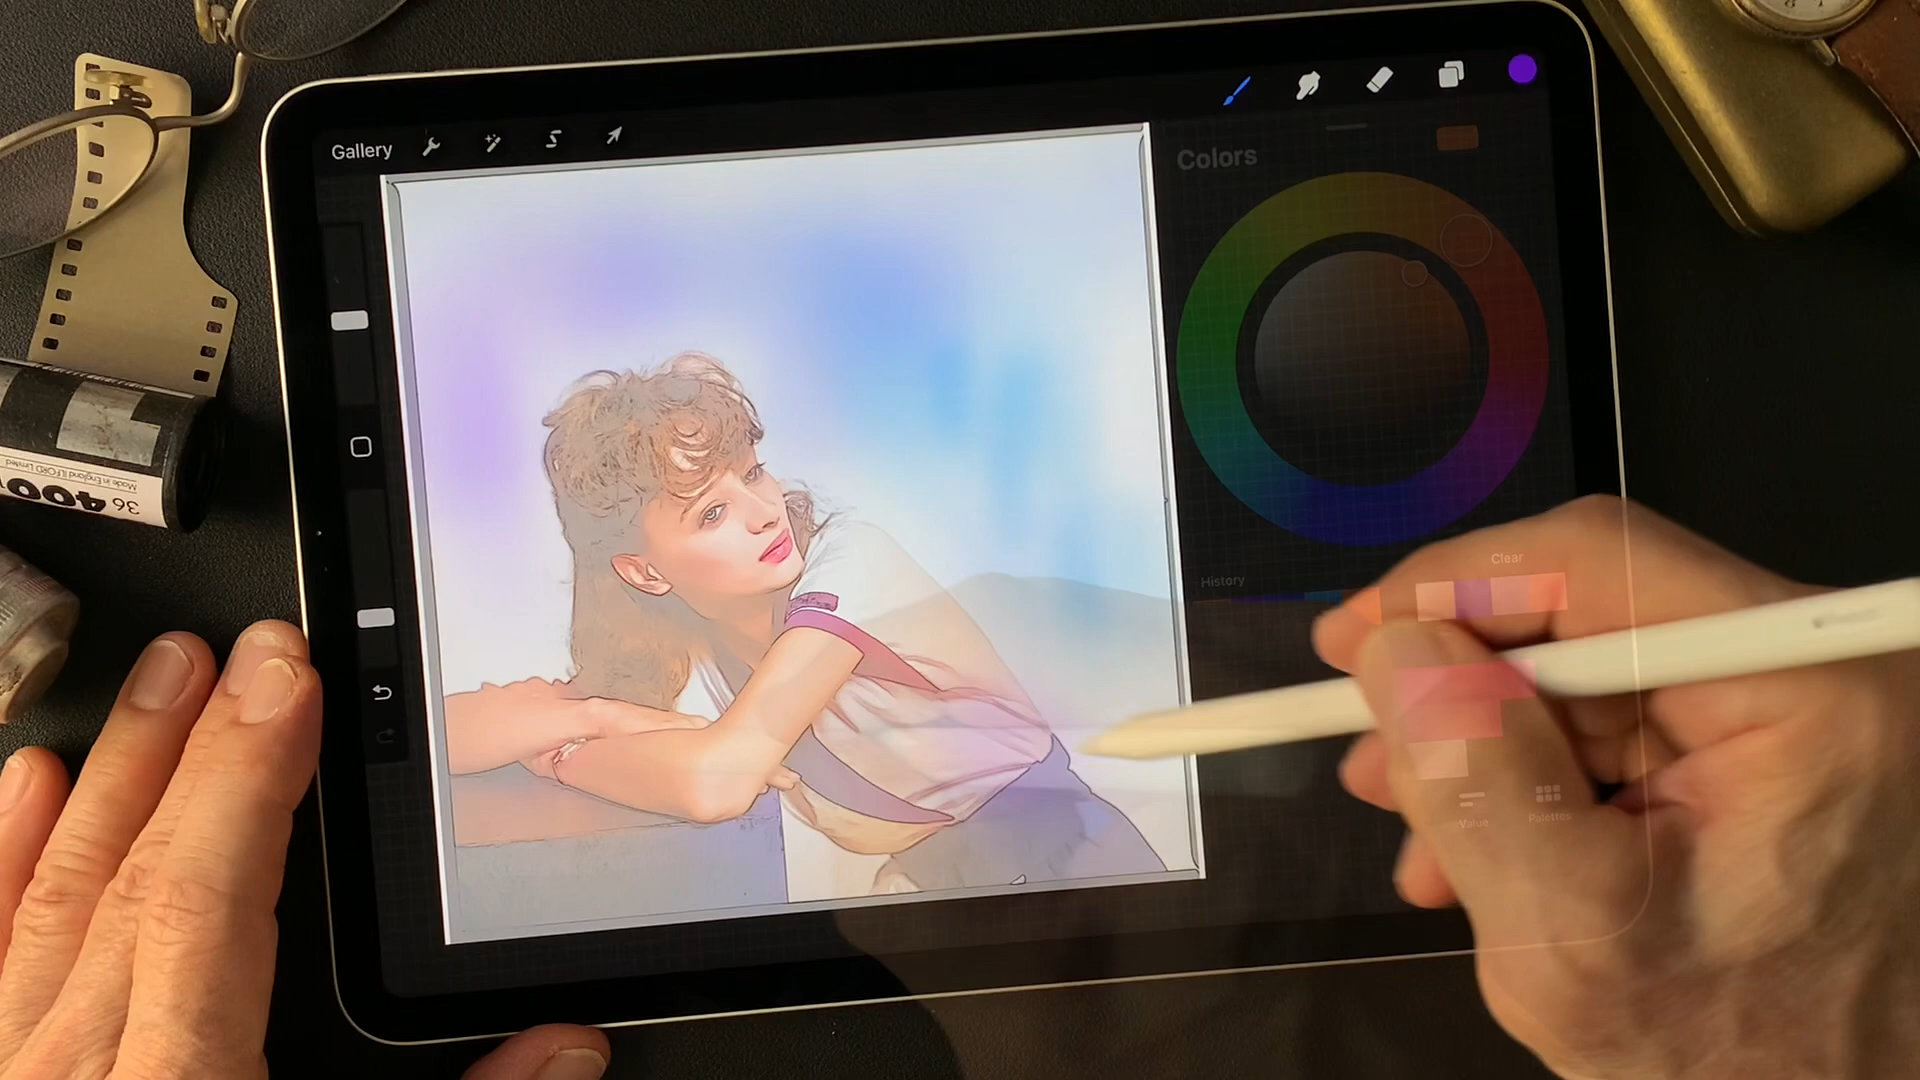 Gallery
Colors
History
Clear
Value
Palettes
Made in England ILFORD Limited
36
400